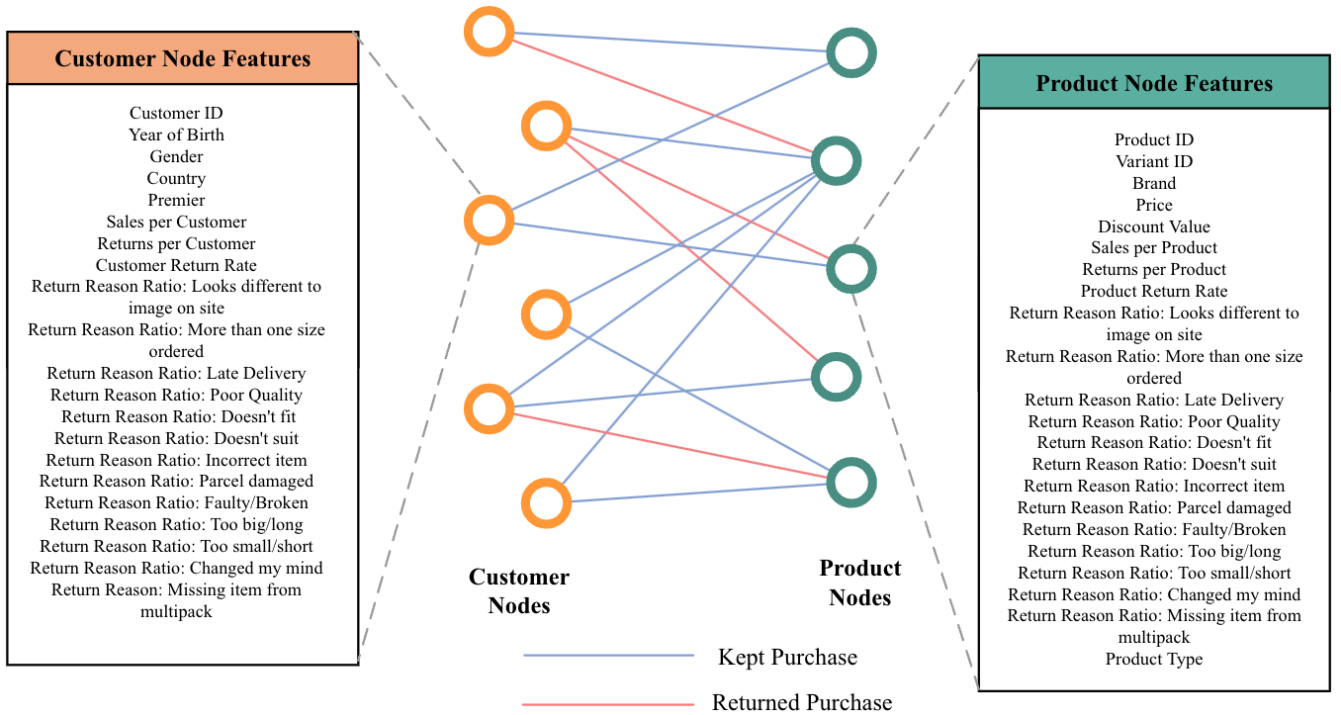 Customer Node Features
Customer ID
Year of Birth
Gender
Country
Premier
Sales per Customer
Returns per Customer
Customer Return Rate
Return Reason Ratio: Looks different to
image on site
Return Reason Ratio: More than one size
ordered
Return Reason Ratio: Late Delivery
Return Reason Ratio: Poor Quality
Return Reason Ratio: Doesn't fit
Return Reason Ratio: Doesn't suit
Return Reason Ratio: Incorrect item
Return Reason Ratio: Parcel damaged
Return Reason Ratio: Faulty/Broken
Return Reason Ratio: Too big/long
Return Reason Ratio: Too small/short
Return Reason Ratio: Changed my mind
Return Reason: Missing item from
multipack
Customer
Nodes
Product
Nodes
Kept Purchase
Returned Purchase
Product Node Features
Product ID
Variant ID
Brand
Price
Discount Value
Sales per Product
Returns per Product
Product Return Rate
Return Reason Ratio: Looks different to
image on site
Return Reason Ratio: More than one size
ordered
Return Reason Ratio: Late Delivery
Return Reason Ratio: Poor Quality
Return Reason Ratio: Doesn't fit
Return Reason Ratio: Doesn't suit
Return Reason Ratio: Incorrect item
Return Reason Ratio: Parcel damaged
Return Reason Ratio: Faulty/Broken
Return Reason Ratio: Too big/long
Return Reason Ratio: Too small/short
Return Reason Ratio: Changed my mind
Return Reason Ratio: Missing item from
multipack
Product Type